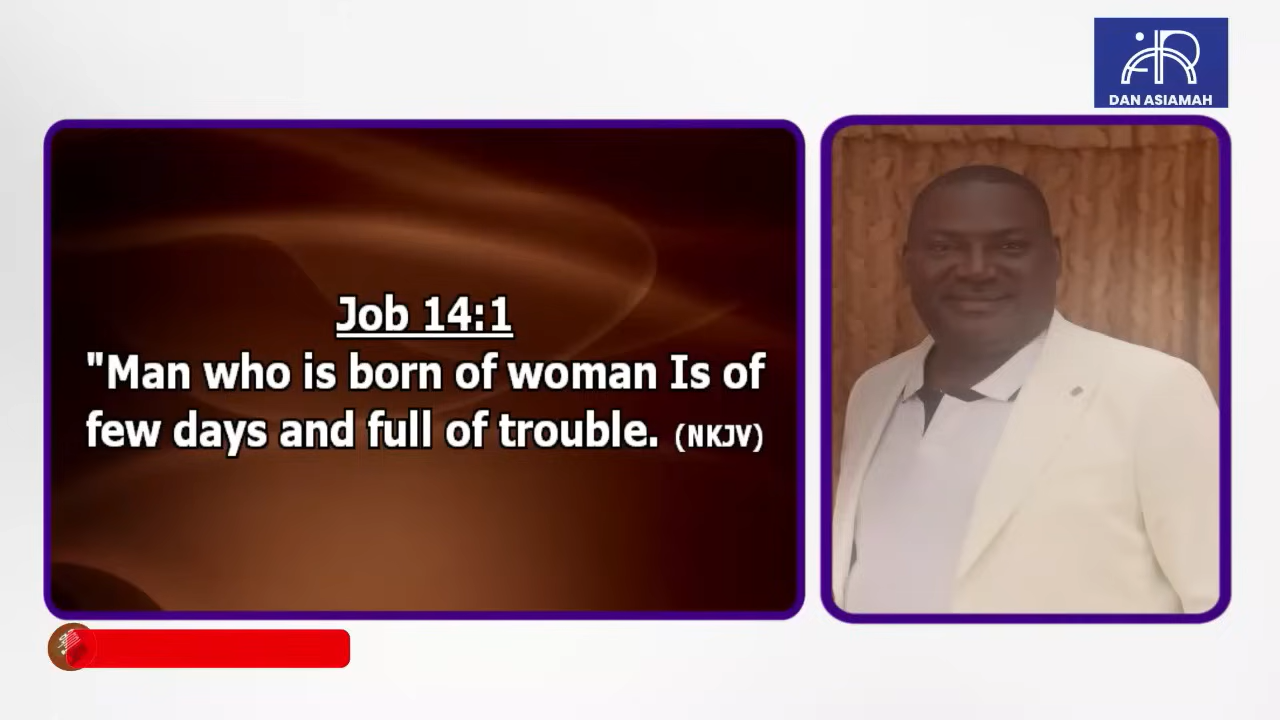 DAN ASIAMAH
Job 14:1
"Man who is born of woman Is of
few days and full of trouble. (NKJV)